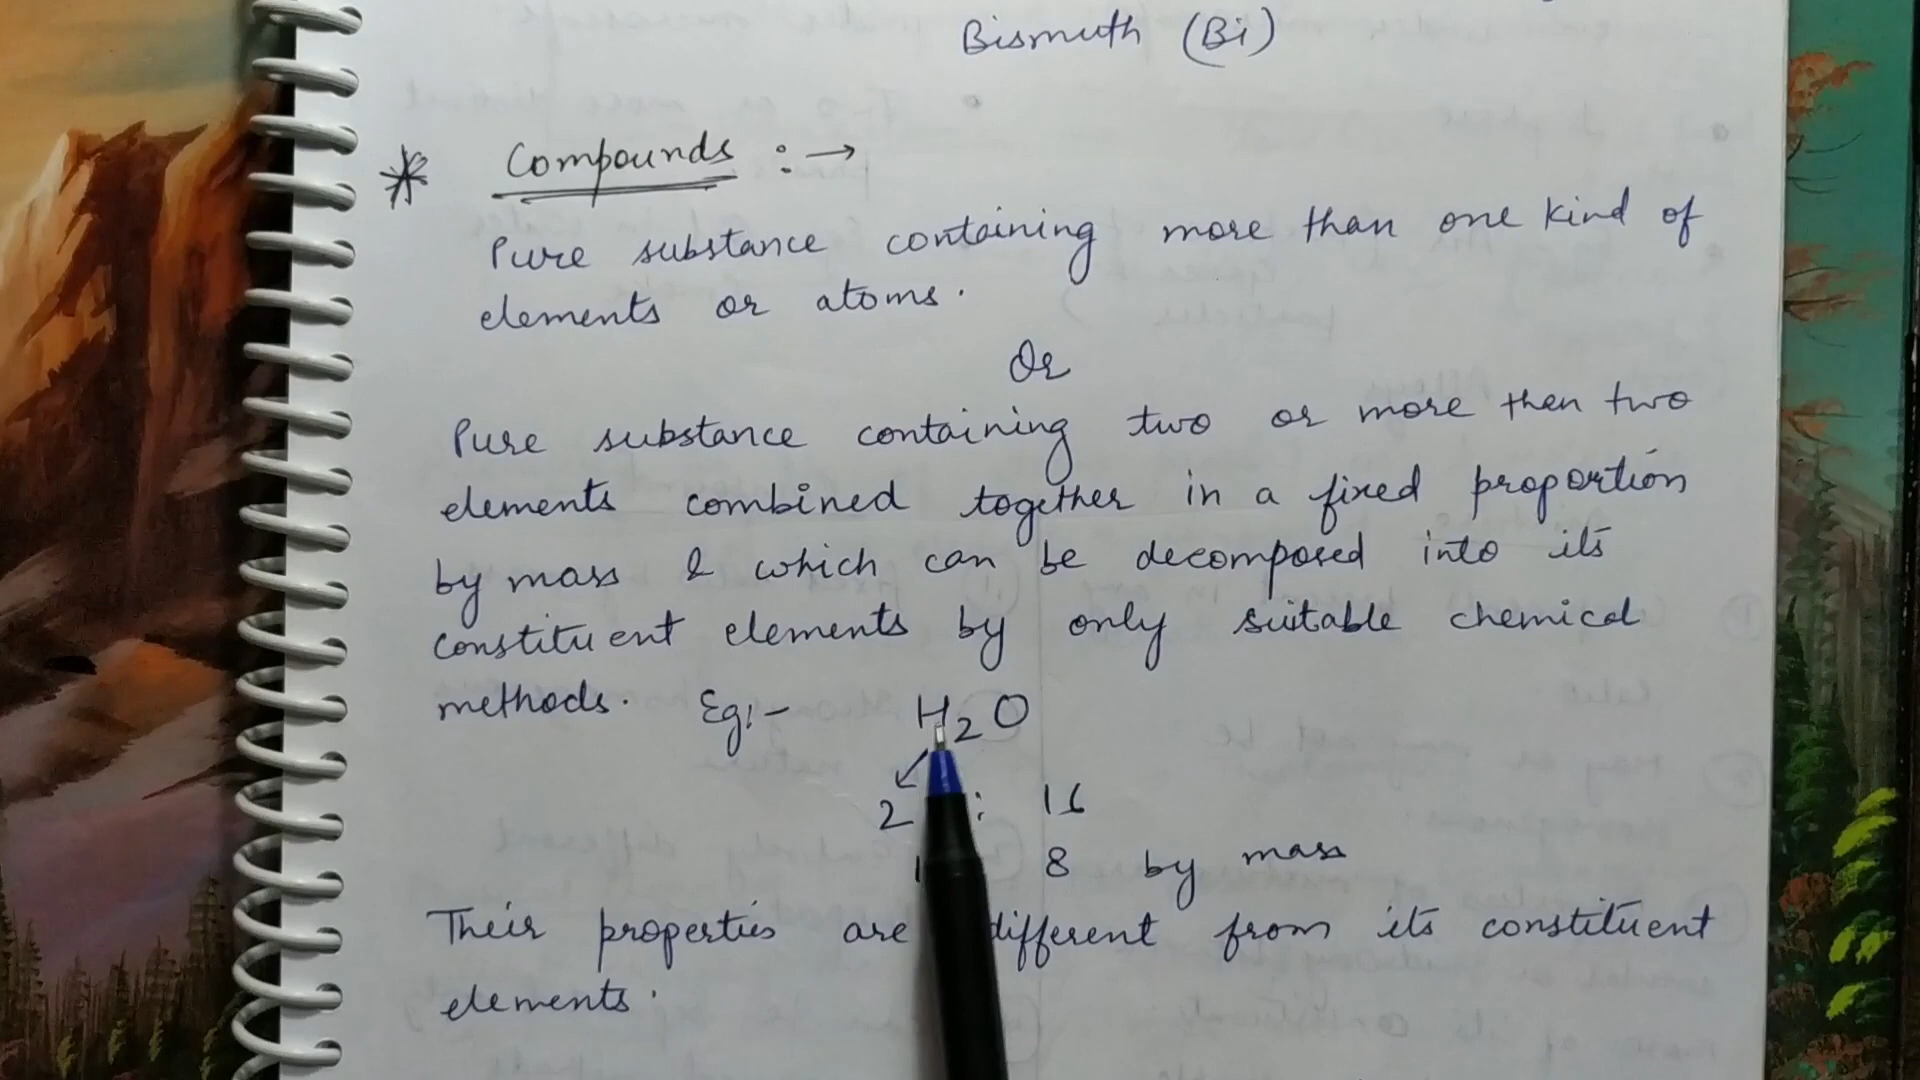 Bismuth (Bi)
* Compounds :→
Pure substance containing more than one kind of
elements or atoms.
Or
Pure substance containing two or more then two
elements combined together in a fixed proportion
by mass & which can be decomposed into its
constituent elements by only suitable chemical
methods. Eg:- H₂O
2 : 16
1 8 by mass
Their properties are different from its constituent
elements.